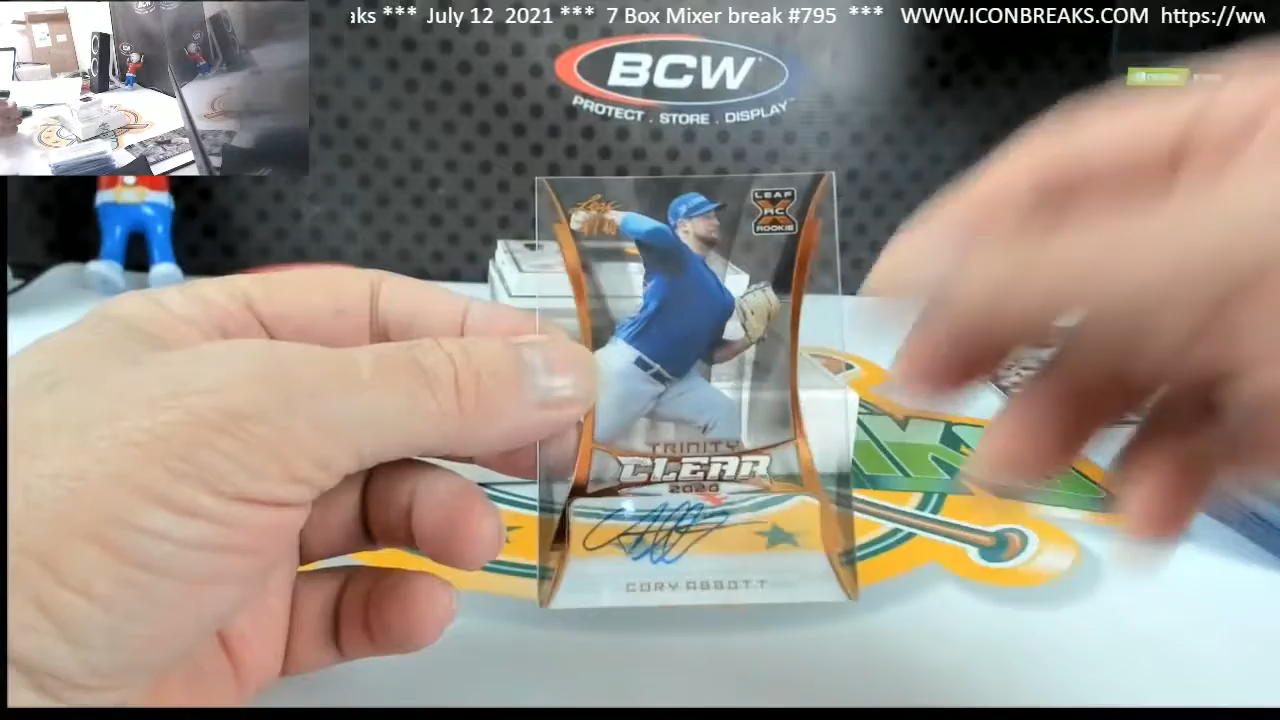 aks *** July 12 2021 *** 7 Box Mixer break #795 *** WWW.ICONBREAKS.COM https://ww
BCW
PROTECT . STORE . DISPLAY
Leaf
LEAF
RC
ROOKIE
TRINITY
CLEAR
2020
CORY ABBOTT